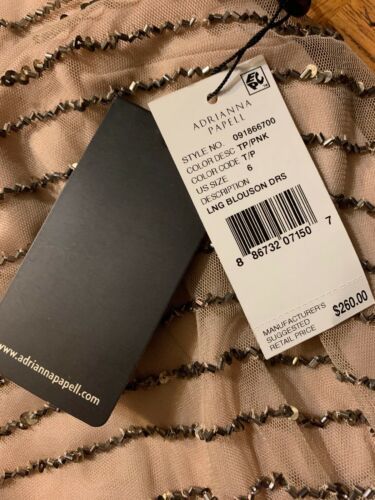 ADRIANNA
PAPELL
STYLE NO. 091866700
COLOR DESC TP/PNK
COLOR CODE T/P
US SIZE 6
DESCRIPTION
LNG BLOUSON DRS
8 86732 07150 7
MANUFACTURER'S
SUGGESTED
RETAIL PRICE
$260.00
www.adriannapapell.com